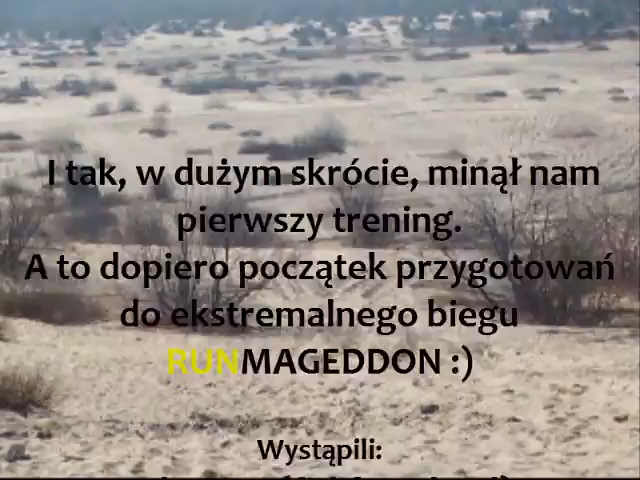 I tak, w dużym skrócie, minął nam
pierwszy trening.
A to dopiero początek przygotowań
do ekstremalnego biegu
RUNMAGEDDON :)
Wystąpili: